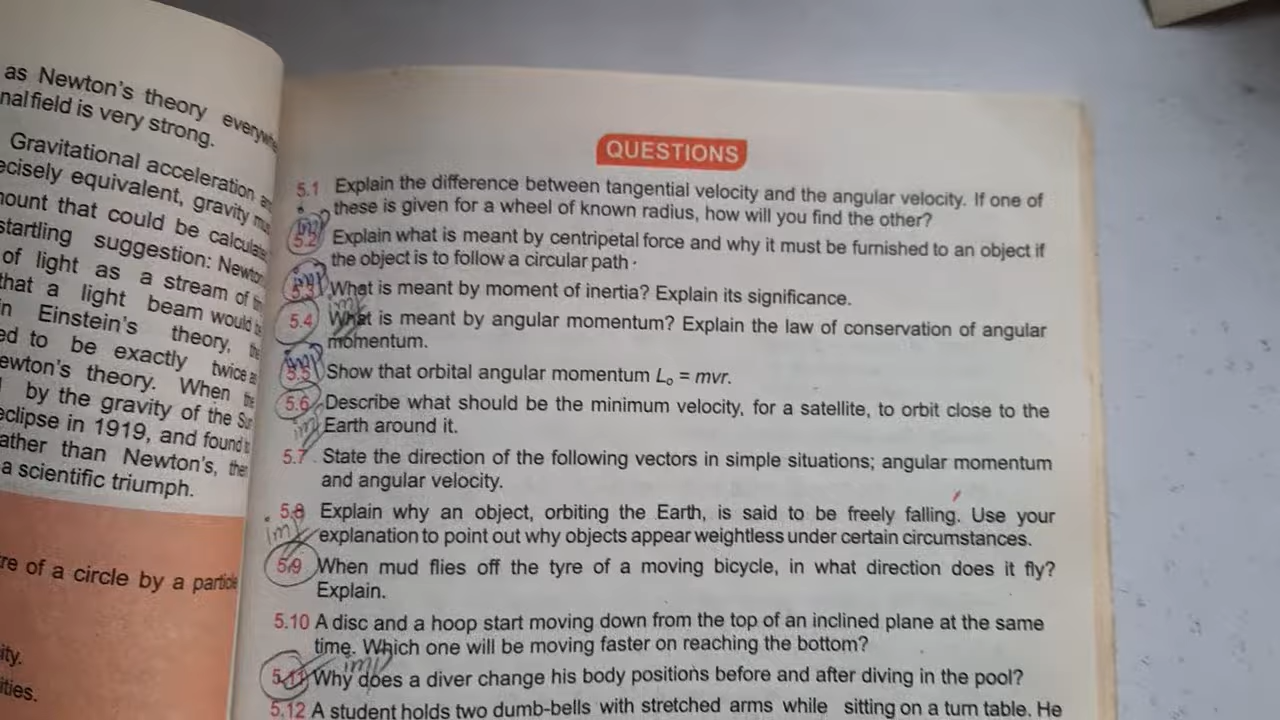 as Newton's theory
nal field is very strong.
Gravitational acceleration
ecisely equivalent, gravity
nount that could be
startling suggestion:
of light as a stream of
that a light beam would
in Einstein's theory,
ed to be exactly twice
ewton's theory. When
by the gravity of the
eclipse in 1919, and found
ather than Newton's,
a scientific triumph.
re of a circle by a
ity.
ities.
QUESTIONS
5.1 Explain the difference between tangential velocity and the angular velocity. If one of
these is given for a wheel of known radius, how will you find the other?
imp
5.2 Explain what is meant by centripetal force and why it must be furnished to an object if
the object is to follow a circular path.
imp
5.3 What is meant by moment of inertia? Explain its significance.
imp
5.4 What is meant by angular momentum? Explain the law of conservation of angular
momentum.
imp
5.5 Show that orbital angular momentum Lₒ = mvr.
5.6 Describe what should be the minimum velocity, for a satellite, to orbit close to the
imp Earth around it.
5.7 State the direction of the following vectors in simple situations; angular momentum
and angular velocity.
5.8 Explain why an object, orbiting the Earth, is said to be freely falling. Use your
imp explanation to point out why objects appear weightless under certain circumstances.
5.9 When mud flies off the tyre of a moving bicycle, in what direction does it fly?
Explain.
5.10 A disc and a hoop start moving down from the top of an inclined plane at the same
time. Which one will be moving faster on reaching the bottom?
imp
5.11 Why does a diver change his body positions before and after diving in the pool?
5.12 A student holds two dumb-bells with stretched arms while sitting on a turn table. He